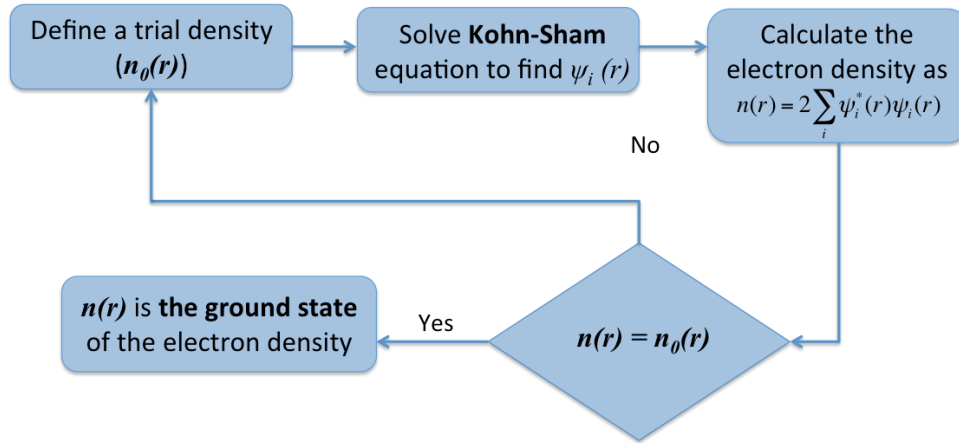 Define a trial density
(n₀(r))
Solve Kohn-Sham
equation to find ψᵢ (r)
Calculate the
electron density as
n(r) = 2∑ᵢ ψᵢ*(r)ψᵢ(r)
No
n(r) is the ground state
of the electron density
Yes
n(r) = n₀(r)